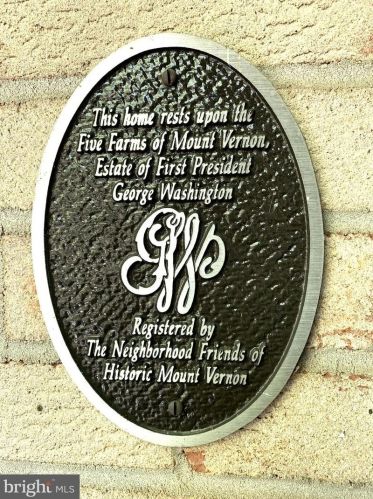 This home rests upon the
Five Farms of Mount Vernon,
Estate of First President
George Washington
GW
Registered by
The Neighborhood Friends of
Historic Mount Vernon
bright MLS